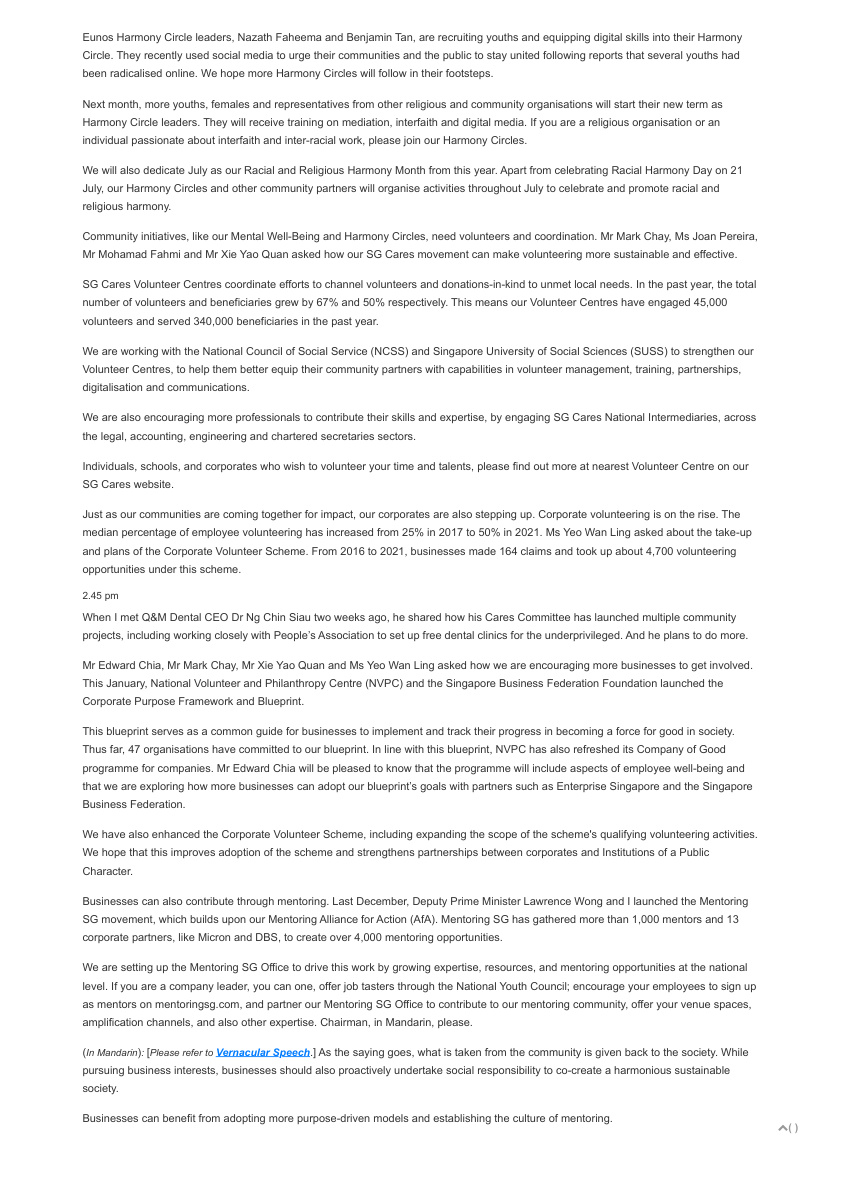 Eunos Harmony Circle leaders, Nazath Faheema and Benjamin Tan, are recruiting youths and equipping digital skills into their Harmony
Circle. They recently used social media to urge their communities and the public to stay united following reports that several youths had
been radicalised online. We hope more Harmony Circles will follow in their footsteps.
Next month, more youths, females and representatives from other religious and community organisations will start their new term as
Harmony Circle leaders. They will receive training on mediation, interfaith and digital media. If you are a religious organisation or an
individual passionate about interfaith and inter-racial work, please join our Harmony Circles.
We will also dedicate July as our Racial and Religious Harmony Month from this year. Apart from celebrating Racial Harmony Day on 21
July, our Harmony Circles and other community partners will organise activities throughout July to celebrate and promote racial and
religious harmony.
Community initiatives, like our Mental Well-Being and Harmony Circles, need volunteers and coordination. Mr Mark Chay, Ms Joan Pereira,
Mr Mohamad Fahmi and Mr Xie Yao Quan asked how our SG Cares movement can make volunteering more sustainable and effective.
SG Cares Volunteer Centres coordinate efforts to channel volunteers and donations-in-kind to unmet local needs. In the past year, the total
number of volunteers and beneficiaries grew by 67% and 50% respectively. This means our Volunteer Centres have engaged 45,000
volunteers and served 340,000 beneficiaries in the past year.
We are working with the National Council of Social Service (NCSS) and Singapore University of Social Sciences (SUSS) to strengthen our
Volunteer Centres, to help them better equip their community partners with capabilities in volunteer management, training, partnerships,
digitalisation and communications.
We are also encouraging more professionals to contribute their skills and expertise, by engaging SG Cares National Intermediaries, across
the legal, accounting, engineering and chartered secretaries sectors.
Individuals, schools, and corporates who wish to volunteer your time and talents, please find out more at nearest Volunteer Centre on our
SG Cares website.
Just as our communities are coming together for impact, our corporates are also stepping up. Corporate volunteering is on the rise. The
median percentage of employee volunteering has increased from 25% in 2017 to 50% in 2021. Ms Yeo Wan Ling asked about the take-up
and plans of the Corporate Volunteer Scheme. From 2016 to 2021, businesses made 164 claims and took up about 4,700 volunteering
opportunities under this scheme.
2.45 pm
When I met Q&M Dental CEO Dr Ng Chin Siau two weeks ago, he shared how his Cares Committee has launched multiple community
projects, including working closely with People’s Association to set up free dental clinics for the underprivileged. And he plans to do more.
Mr Edward Chia, Mr Mark Chay, Mr Xie Yao Quan and Ms Yeo Wan Ling asked how we are encouraging more businesses to get involved.
This January, National Volunteer and Philanthropy Centre (NVPC) and the Singapore Business Federation Foundation launched the
Corporate Purpose Framework and Blueprint.
This blueprint serves as a common guide for businesses to implement and track their progress in becoming a force for good in society.
Thus far, 47 organisations have committed to our blueprint. In line with this blueprint, NVPC has also refreshed its Company of Good
programme for companies. Mr Edward Chia will be pleased to know that the programme will include aspects of employee well-being and
that we are exploring how more businesses can adopt our blueprint’s goals with partners such as Enterprise Singapore and the Singapore
Business Federation.
We have also enhanced the Corporate Volunteer Scheme, including expanding the scope of the scheme's qualifying volunteering activities.
We hope that this improves adoption of the scheme and strengthens partnerships between corporates and Institutions of a Public
Character.
Businesses can also contribute through mentoring. Last December, Deputy Prime Minister Lawrence Wong and I launched the Mentoring
SG movement, which builds upon our Mentoring Alliance for Action (AfA). Mentoring SG has gathered more than 1,000 mentors and 13
corporate partners, like Micron and DBS, to create over 4,000 mentoring opportunities.
We are setting up the Mentoring SG Office to drive this work by growing expertise, resources, and mentoring opportunities at the national
level. If you are a company leader, you can one, offer job tasters through the National Youth Council; encourage your employees to sign up
as mentors on mentoringsg.com, and partner our Mentoring SG Office to contribute to our mentoring community, offer your venue spaces,
amplification channels, and also other expertise. Chairman, in Mandarin, please.
(In Mandarin): [Please refer to Vernacular Speech.] As the saying goes, what is taken from the community is given back to the society. While
pursuing business interests, businesses should also proactively undertake social responsibility to co-create a harmonious sustainable
society.
Businesses can benefit from adopting more purpose-driven models and establishing the culture of mentoring.
( )